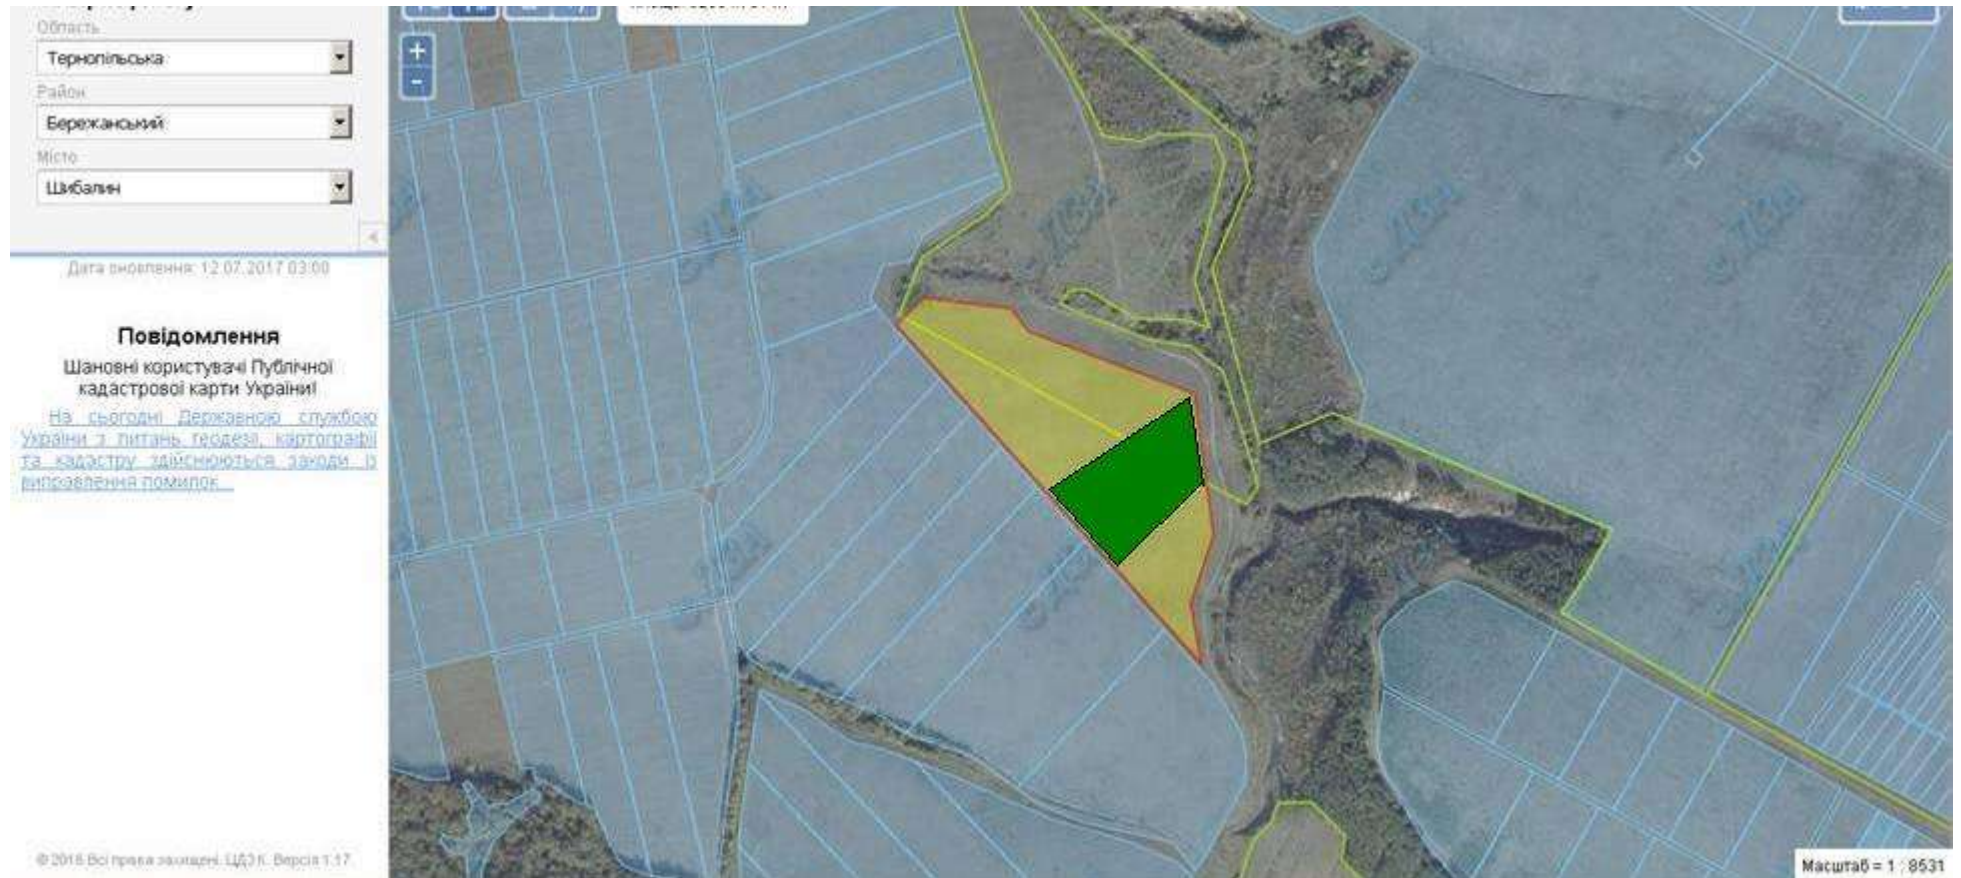 Область
Тернопільська
Район
Бережанський
Місто
Шибалин
Дата оновлення: 12.07.2017 03:00
Повідомлення
Шановні користувачі Публічної
кадастрової карти України!
На сьогодні Державною службою
України з питань геодезії, картографії
та кадастру здійснюються заходи із
виправлення помилок...
Всі права захищені. ЦДЗК. Версія 1.17.
Масштаб = 1 : 8531